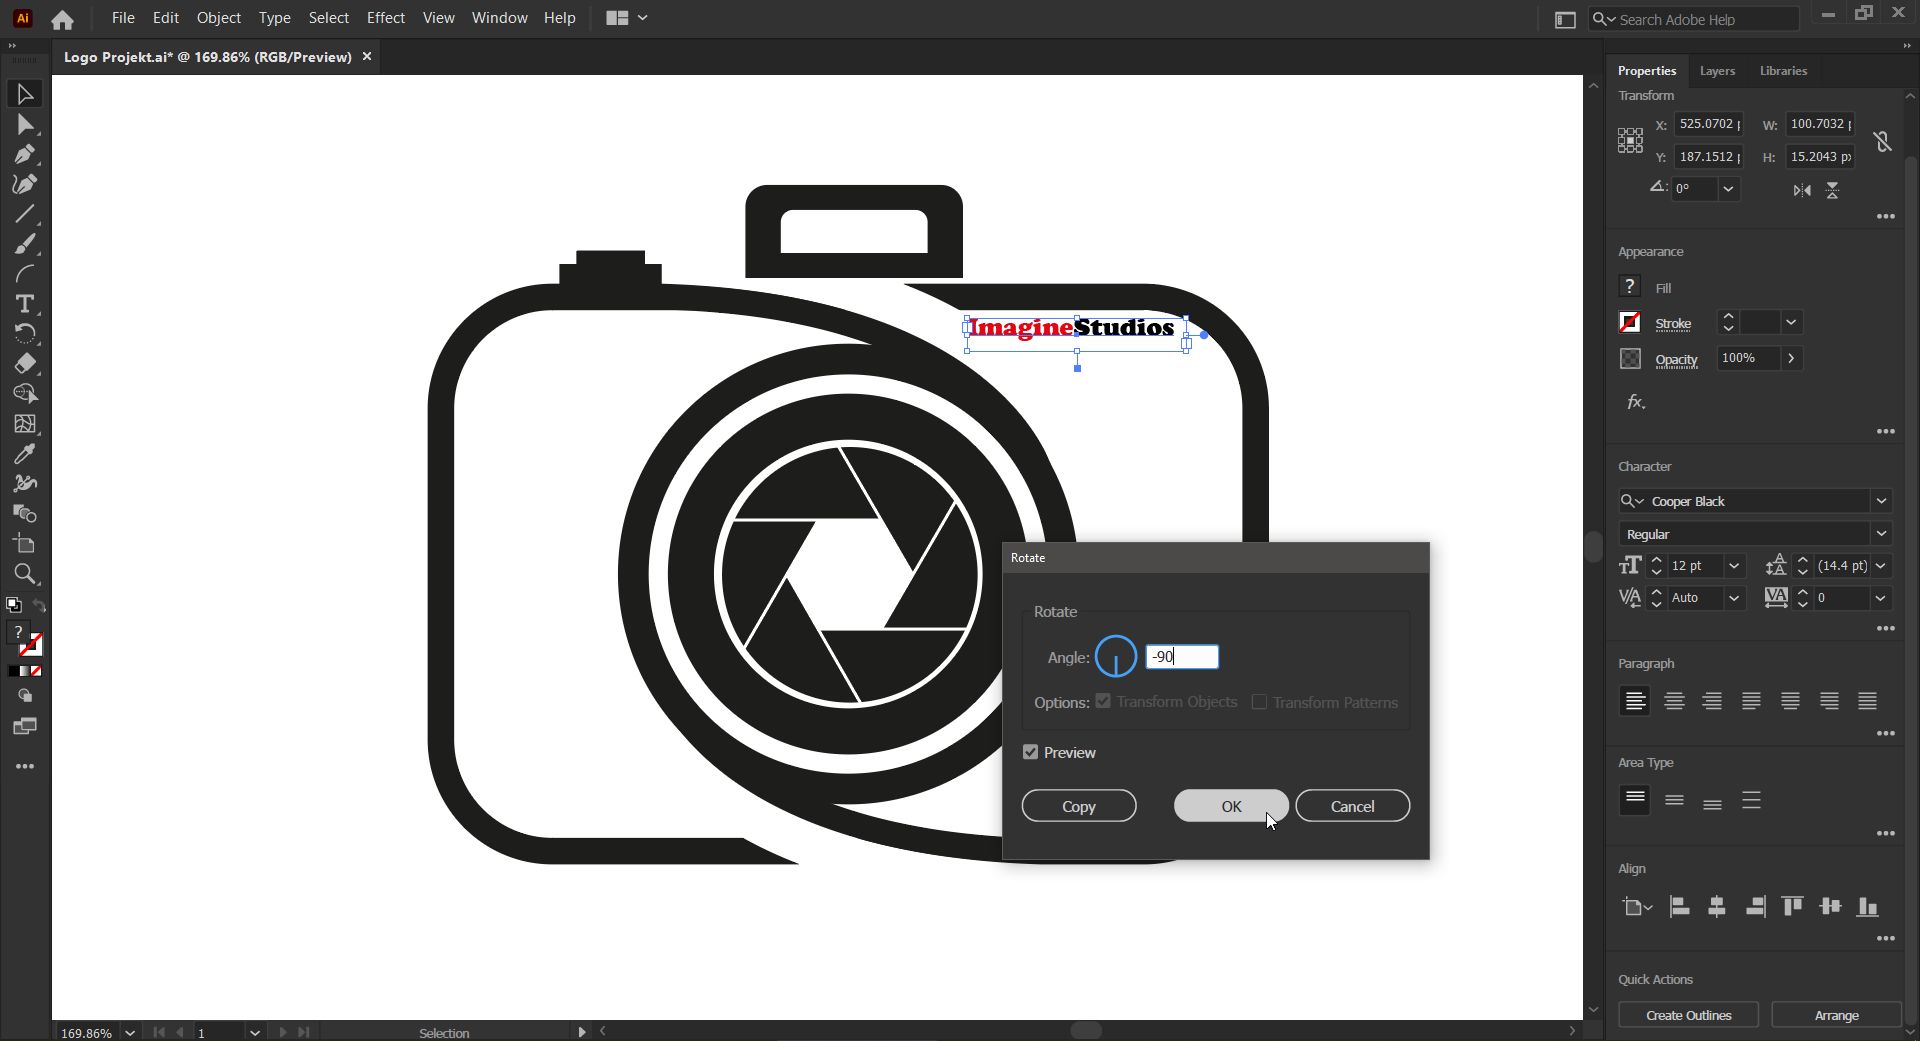 Ai File Edit Object Type Select Effect View Window Help Search Adobe Help
Logo Projekt.ai* @ 169.86% (RGB/Preview) ×
Properties Layers Libraries
Transform
X: 525.0702 W: 100.7032
Y: 187.1512 H: 15.2043 px
0°
Appearance
? Fill
Stroke
Opacity 100%
fx
ImagineStudios
Character
Cooper Black
Regular
12 pt (14.4 pt)
Auto 0
Paragraph
Area Type
Align
Quick Actions
Create Outlines Arrange
T
?
Rotate
Rotate
Angle: -90
Options: Transform Objects Transform Patterns
Preview
Copy OK Cancel
169.86% 1 Selection